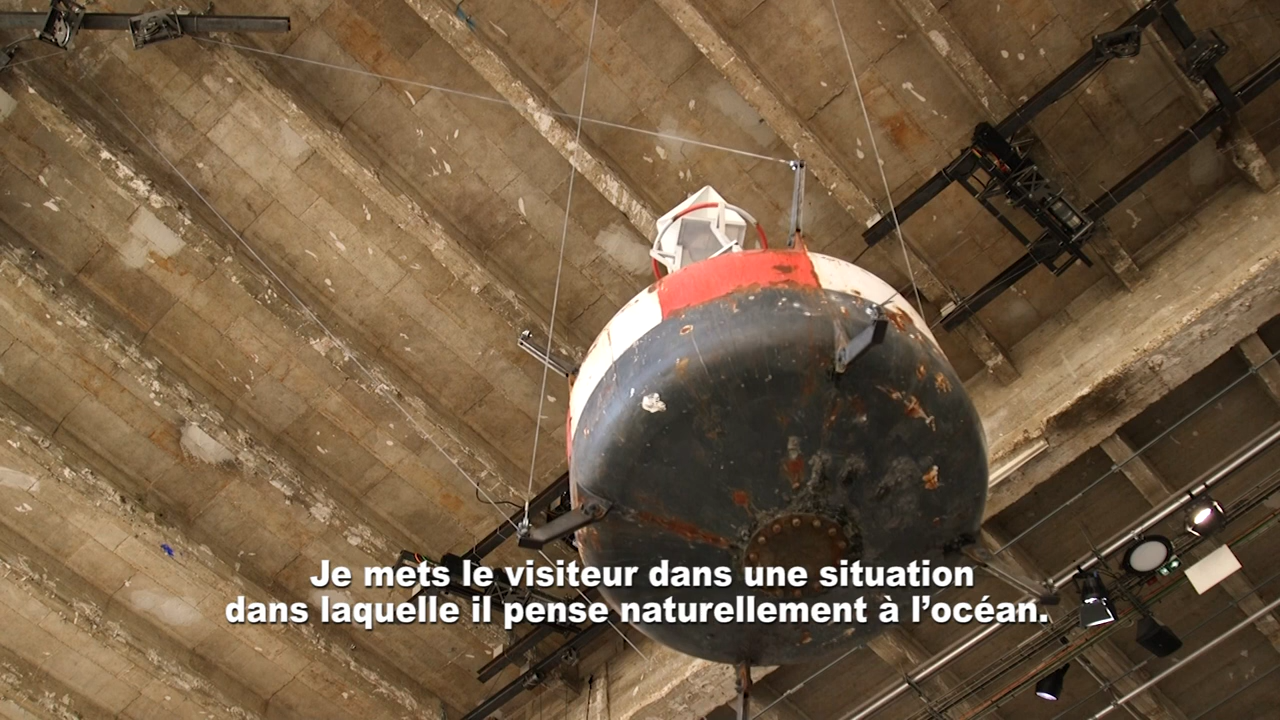 Je mets le visiteur dans une situation
dans laquelle il pense naturellement à l’océan.